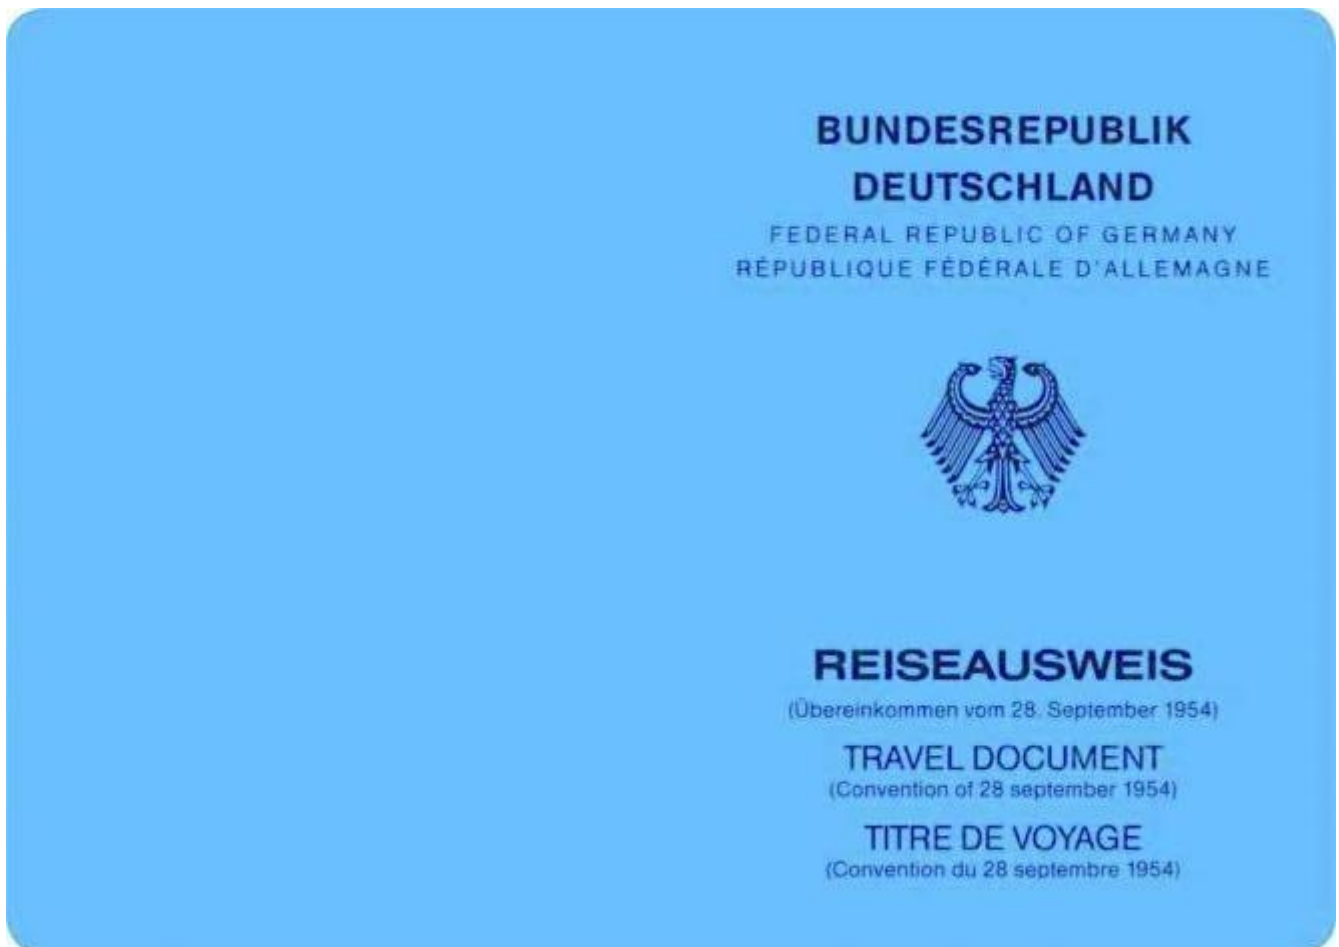 BUNDESREPUBLIK
DEUTSCHLAND
FEDERAL REPUBLIC OF GERMANY
RÉPUBLIQUE FÉDÉRALE D'ALLEMAGNE
REISEAUSWEIS
(Übereinkommen vom 28. September 1954)
TRAVEL DOCUMENT
(Convention of 28 september 1954)
TITRE DE VOYAGE
(Convention du 28 septembre 1954)